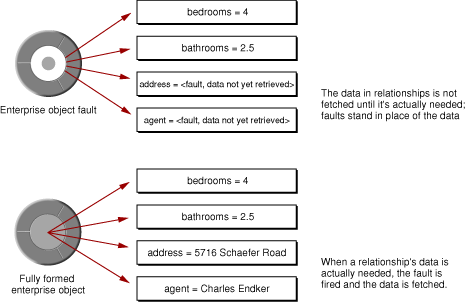 bedrooms = 4
bathrooms = 2.5
address = <fault, data not yet retrieved>
agent = <fault, data not yet retrieved>
Enterprise object fault
The data in relationships is not
fetched until it's actually needed;
faults stand in place of the data
bedrooms = 4
bathrooms = 2.5
address = 5716 Schaefer Road
agent = Charles Endker
Fully formed
enterprise object
When a relationship's data is
actually needed, the fault is
fired and the data is fetched.